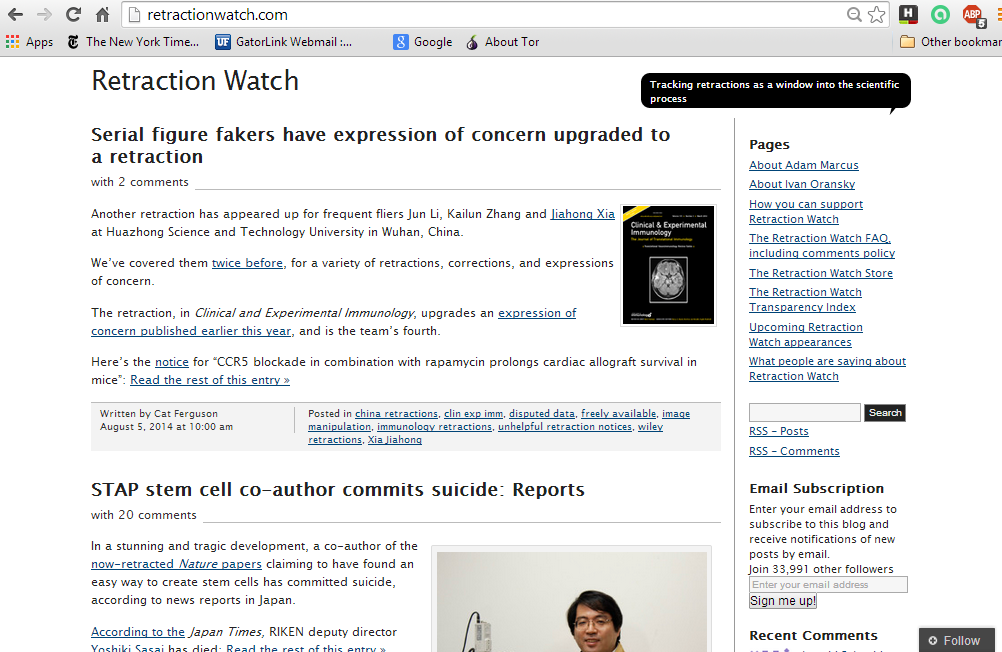 retractionwatch.com
H
ABP
5
Apps
The New York Time...
UF
GatorLink Webmail :...
8
Google
About Tor
Other bookmar
Retraction Watch
Tracking retractions as a window into the scientific
process
Serial figure fakers have expression of concern upgraded to
a retraction
with 2 comments
Another retraction has appeared up for frequent fliers Jun Li, Kailun Zhang and Jiahong Xia
at Huazhong Science and Technology University in Wuhan, China.
Clinical & Experimental
Immunology
The Journal of Translational Immunology
We've covered them twice before, for a variety of retractions, corrections, and expressions
of concern.
The retraction, in Clinical and Experimental Immunology, upgrades an expression of
concern published earlier this year, and is the team's fourth.
Here's the notice for “CCR5 blockade in combination with rapamycin prolongs cardiac allograft survival in
mice”: Read the rest of this entry »
Written by Cat Ferguson
August 5, 2014 at 10:00 am
Posted in china retractions, clin exp imm, disputed data, freely available, image
manipulation, immunology retractions, unhelpful retraction notices, wiley
retractions, Xia Jiahong
STAP stem cell co-author commits suicide: Reports
with 20 comments
In a stunning and tragic development, a co-author of the
now-retracted Nature papers claiming to have found an
easy way to create stem cells has committed suicide,
according to news reports in Japan.
According to the Japan Times, RIKEN deputy director
Yoshiki Sasai has died: Read the rest of this entry »
Pages
About Adam Marcus
About Ivan Oransky
How you can support
Retraction Watch
The Retraction Watch FAQ,
including comments policy
The Retraction Watch Store
The Retraction Watch
Transparency Index
Upcoming Retraction
Watch appearances
What people are saying about
Retraction Watch
Search
RSS - Posts
RSS - Comments
Email Subscription
Enter your email address to
subscribe to this blog and
receive notifications of new
posts by email.
Join 33,991 other followers
Enter your email address
Sign me up!
Recent Comments
Follow